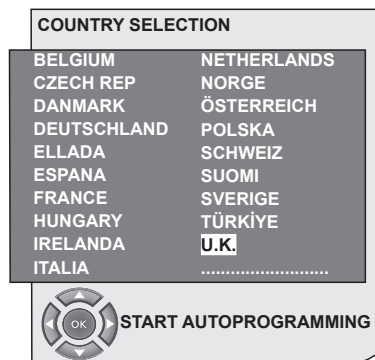 COUNTRY SELECTION
BELGIUM NETHERLANDS
CZECH REP NORGE
DANMARK ÖSTERREICH
DEUTSCHLAND POLSKA
ELLADA SCHWEIZ
ESPANA SUOMI
FRANCE SVERIGE
HUNGARY TÜRKİYE
IRELANDA U.K.
ITALIA ..........................
OK START AUTOPROGRAMMING